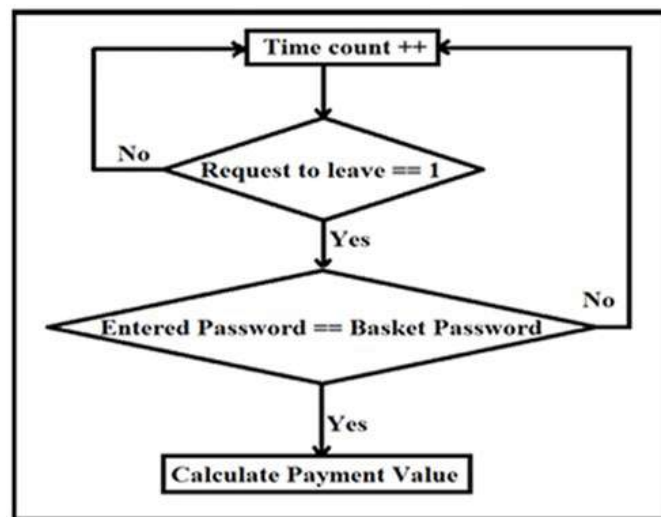 Time count ++
No
Request to leave == 1
Yes
No
Entered Password == Basket Password
Yes
Calculate Payment Value